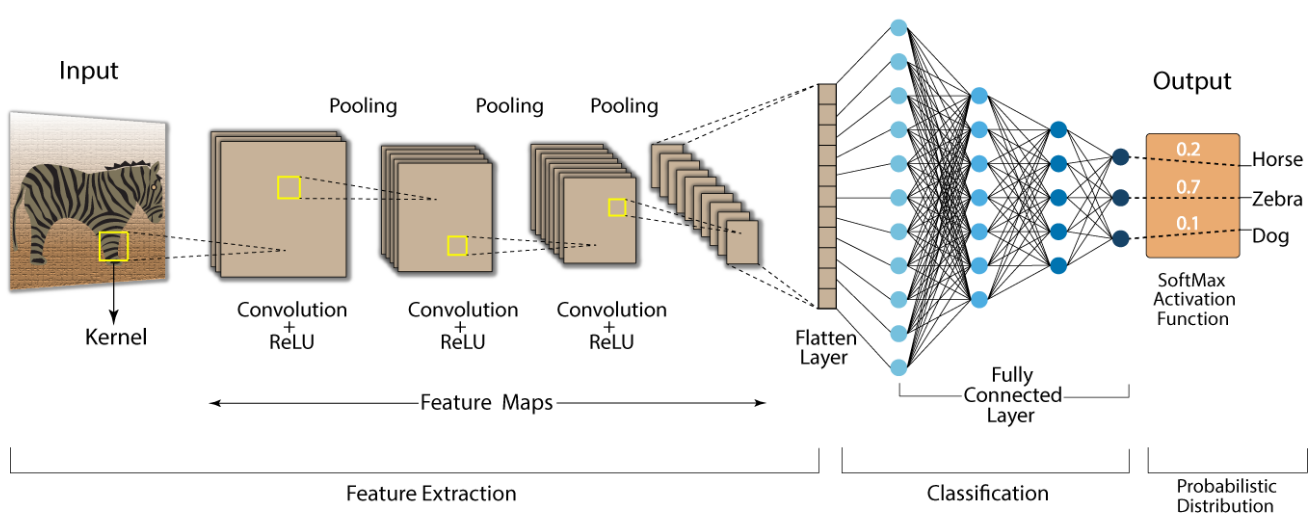 Input
Kernel
Pooling
Pooling
Pooling
Convolution
+
ReLU
Convolution
+
ReLU
Convolution
+
ReLU
Feature Maps
Flatten
Layer
Fully
Connected
Layer
Output
0.2
0.7
0.1
Horse
Zebra
Dog
SoftMax
Activation
Function
Feature Extraction
Classification
Probabilistic
Distribution